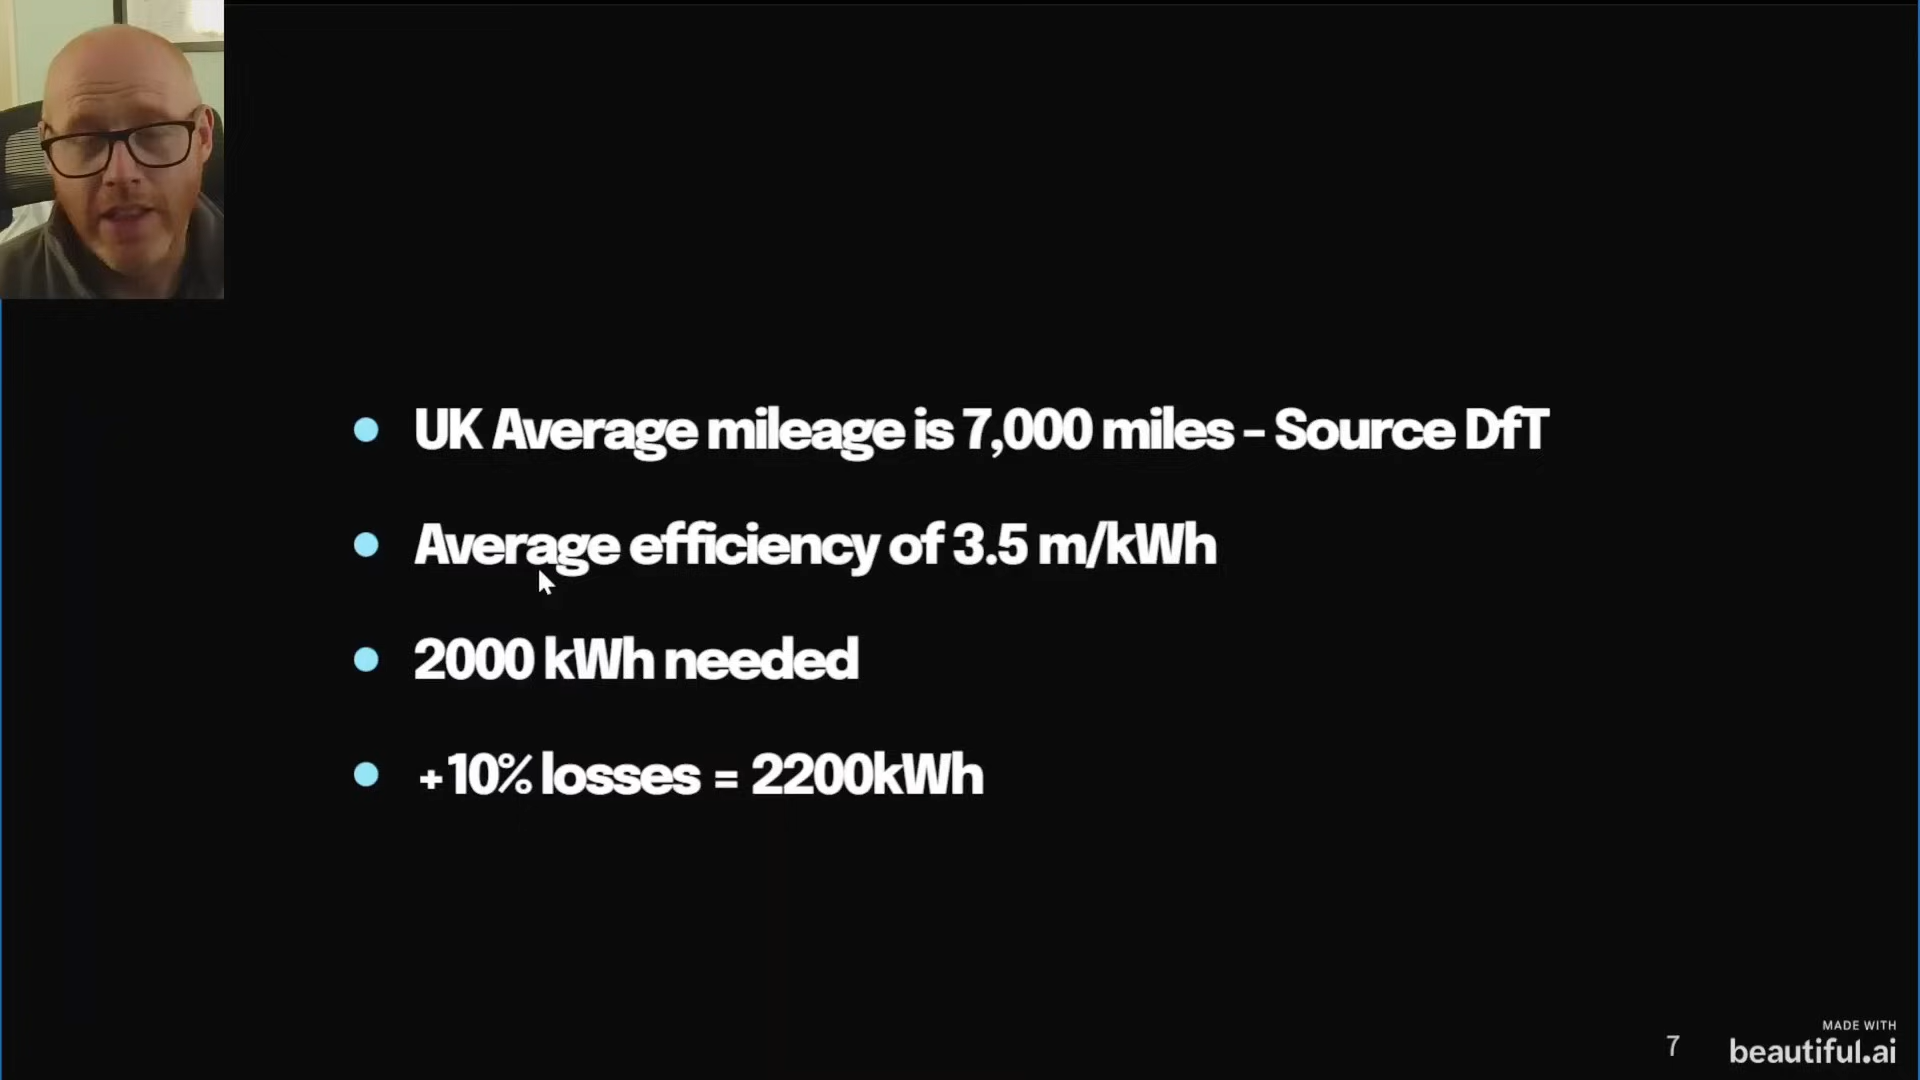 UK Average mileage is 7,000 miles - Source DfT
Average efficiency of 3.5 m/kWh
2000 kWh needed
+10% losses = 2200kWh
7
MADE WITH
beautiful.ai